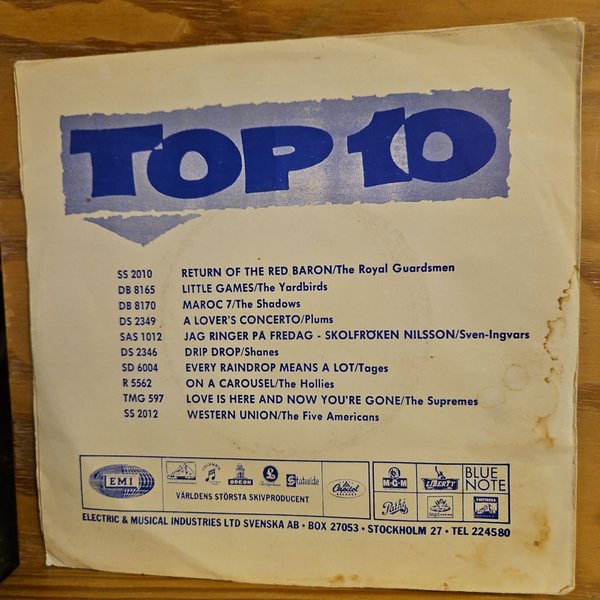 TOP 10
SS 2010 RETURN OF THE RED BARON/The Royal Guardsmen
DB 8165 LITTLE GAMES/The Yardbirds
DB 8170 MAROC 7/The Shadows
DS 2349 A LOVER'S CONCERTO/Plums
SAS 1012 JAG RINGER PÅ FREDAG - SKOLFRÖKEN NILSSON/Sven-Ingvars
DS 2346 DRIP DROP/Shanes
SD 6004 EVERY RAINDROP MEANS A LOT/Tages
R 5562 ON A CAROUSEL/The Hollies
TMG 597 LOVE IS HERE AND NOW YOU'RE GONE/The Supremes
SS 2012 WESTERN UNION/The Five Americans
EMI COLUMBIA ODEON Parlophone Stateside Capitol RECORDS M-G-M LIBERTY BLUE NOTE
VÄRLDENS STÖRSTA SKIVPRODUCENT Pathé Angel
ELECTRIC & MUSICAL INDUSTRIES LTD SVENSKA AB • BOX 27053 • STOCKHOLM 27 • TEL 224580